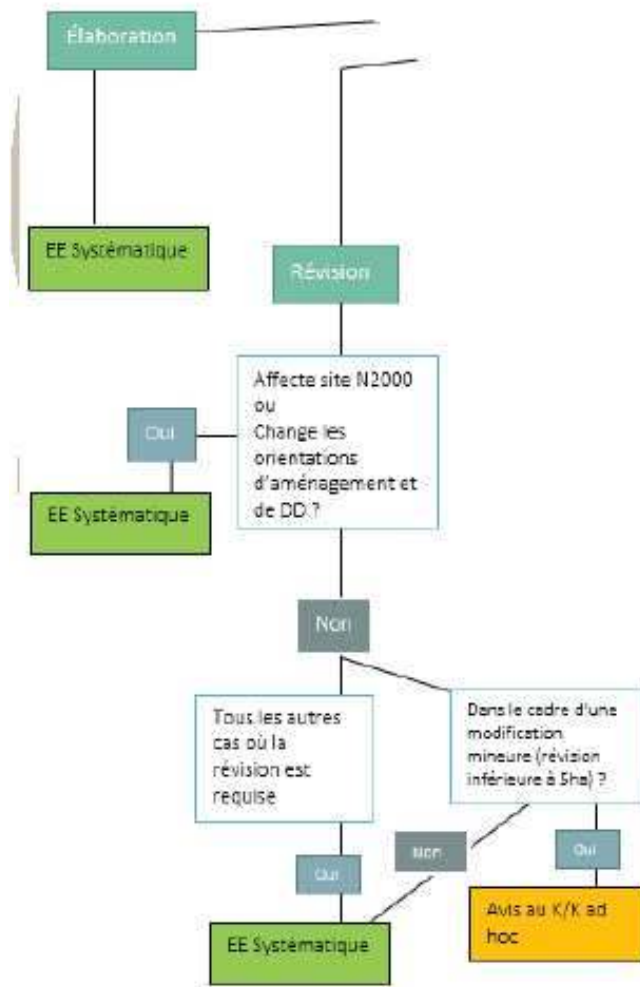 Élaboration
EE Systématique
Révision
Affecte site N2000
ou
Change les
orientations
d'aménagement et
de DD ?
Oui
EE Systématique
Non
Tous les autres
cas où la
révision est
requise
Dans le cadre d'une
modification
mineure (révision
inférieure à 5ha) ?
Non
Oui
Oui
EE Systématique
Avis au K/K ad
hoc